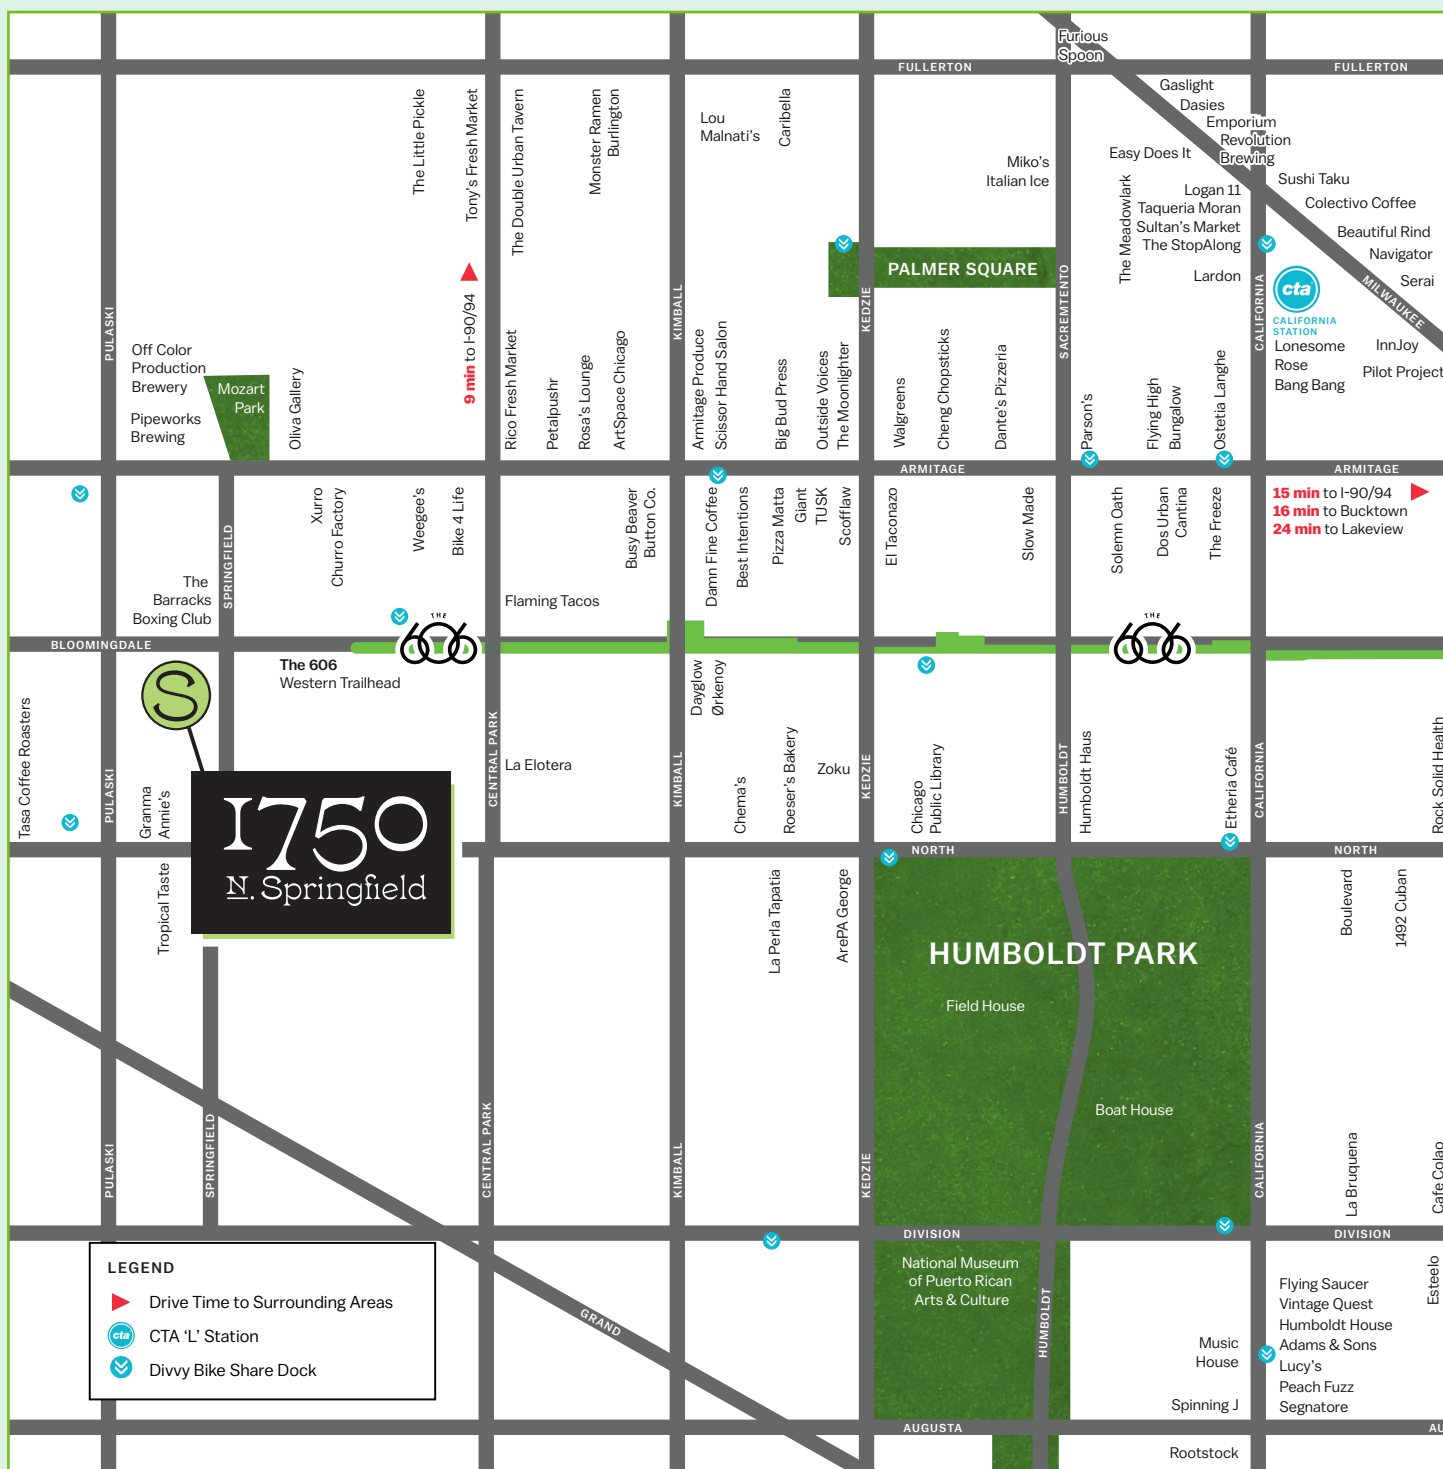 Furious
Spoon
FULLERTON
FULLERTON
Gaslight
Dasies
Emporium
Revolution
Brewing
The Little Pickle
Tony's Fresh Market
The Double Urban Tavern
Monster Ramen
Burlington
Lou
Malnati's
Caribella
Miko's
Italian Ice
Easy Does It
The Meadowlark
Logan 11
Taqueria Moran
Sultan's Market
The StopAlong
Lardon
Sushi Taku
Colectivo Coffee
Beautiful Rind
Navigator
Serai
MILWAUKEE
PALMER SQUARE
cta
CALIFORNIA
STATION
Lonesome
Rose
Bang Bang
InnJoy
Pilot Project
PULASKI
KIMBALL
KEDZIE
SACREMTENTO
CALIFORNIA
9 min to I-90/94
Off Color
Production
Brewery
Pipeworks
Brewing
Mozart
Park
Oliva Gallery
Rico Fresh Market
Petalpushr
Rosa's Lounge
ArtSpace Chicago
Armitage Produce
Scissor Hand Salon
Big Bud Press
Outside Voices
The Moonlighter
Walgreens
Cheng Chopsticks
Dante's Pizzeria
Parson's
Flying High
Bungalow
Ostetia Langhe
ARMITAGE
ARMITAGE
15 min to I-90/94
16 min to Bucktown
24 min to Lakeview
SPRINGFIELD
Xurro
Churro Factory
Weegee's
Bike 4 Life
Busy Beaver
Button Co.
Damn Fine Coffee
Best Intentions
Pizza Matta
Giant
TUSK
Scofflaw
El Taconazo
Slow Made
Solemn Oath
Dos Urban
Cantina
The Freeze
The
Barracks
Boxing Club
Flaming Tacos
BLOOMINGDALE
THE
606
THE
606
The 606
Western Trailhead
S
Tasa Coffee Roasters
PULASKI
Granma
Annie's
CENTRAL PARK
La Elotera
KIMBALL
Dayglow
Ørkenoy
Chema's
Roeser's Bakery
Zoku
KEDZIE
Chicago
Public Library
HUMBOLDT
Humboldt Haus
Etheria Café
CALIFORNIA
Rock Solid Health
1750
N. Springfield
NORTH
NORTH
Tropical Taste
La Perla Tapatia
ArePA George
Boulevard
1492 Cuban
HUMBOLDT PARK
Field House
Boat House
PULASKI
SPRINGFIELD
CENTRAL PARK
KIMBALL
KEDZIE
CALIFORNIA
La Bruquena
Cafe Colao
DIVISION
DIVISION
LEGEND
Drive Time to Surrounding Areas
cta
CTA ‘L’ Station
Divvy Bike Share Dock
GRAND
National Museum
of Puerto Rican
Arts & Culture
HUMBOLDT
Music
House
Spinning J
Flying Saucer
Vintage Quest
Humboldt House
Adams & Sons
Lucy's
Peach Fuzz
Segnatore
Esteelo
AUGUSTA
AU
Rootstock